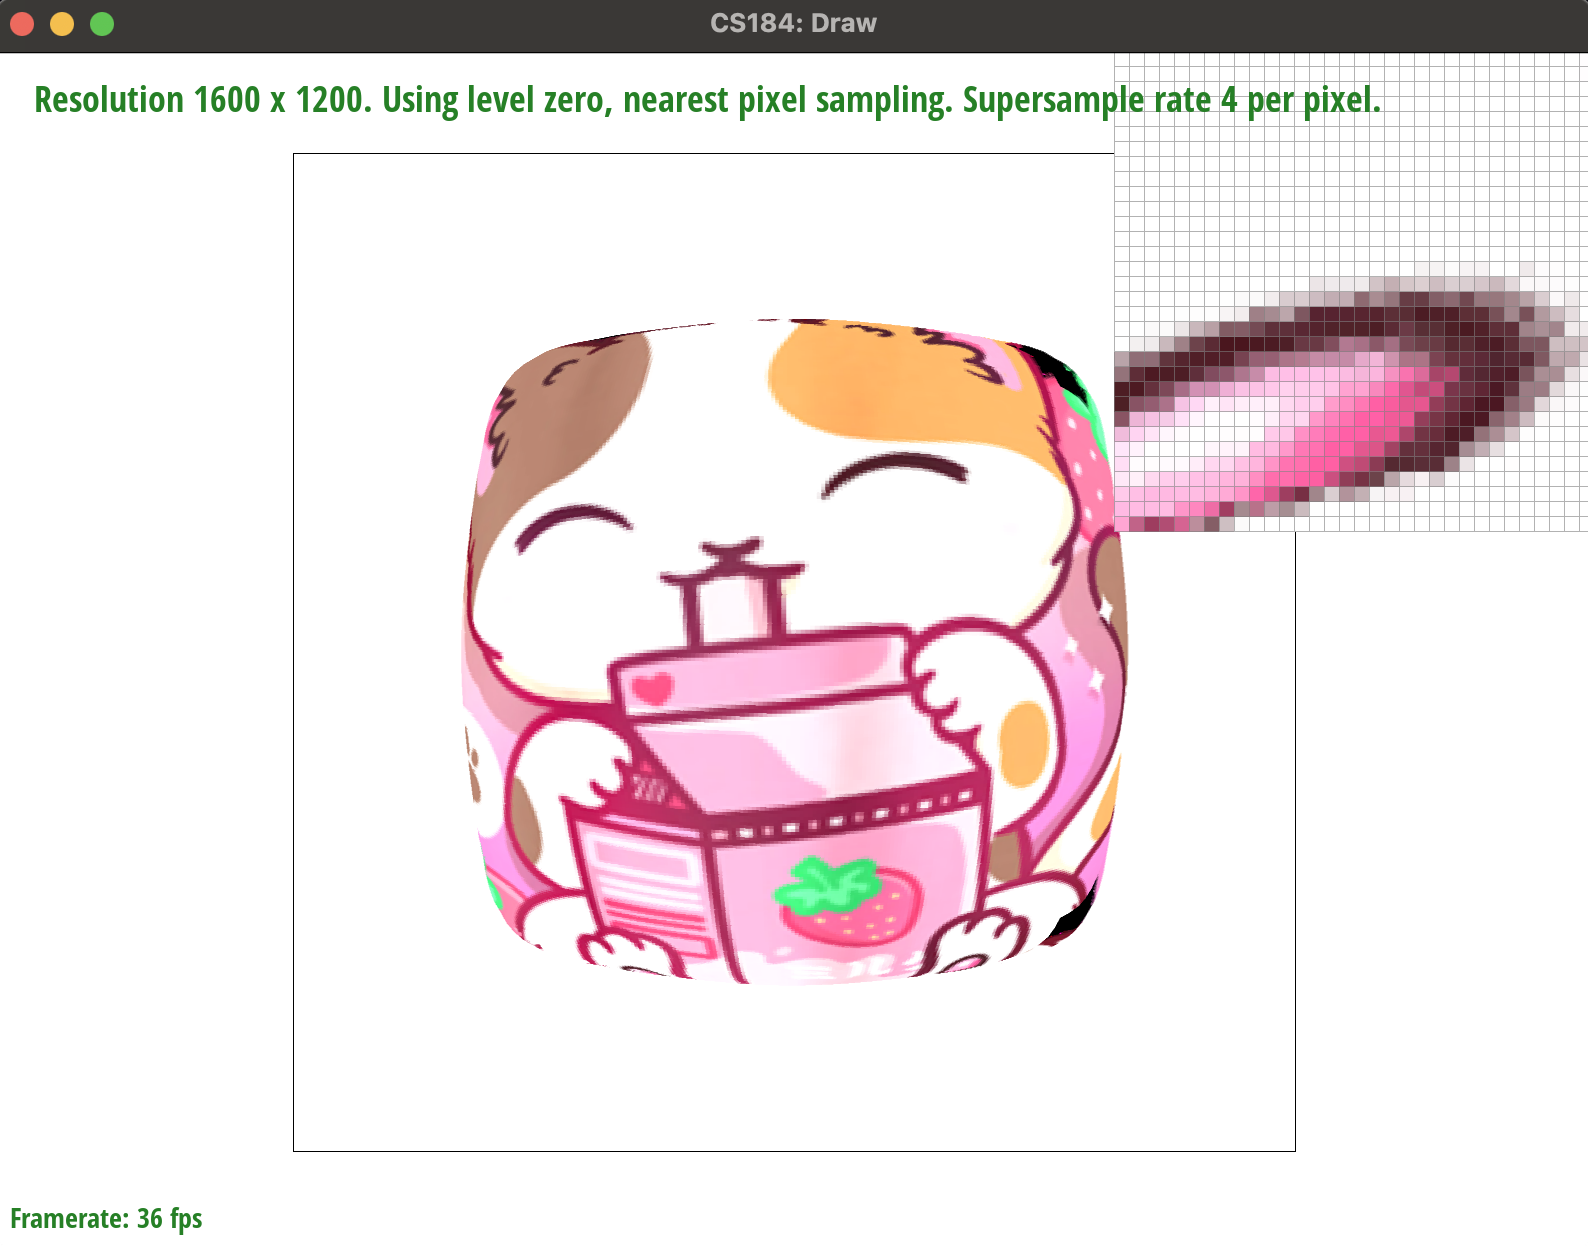 CS184: Draw
Resolution 1600 x 1200. Using level zero, nearest pixel sampling. Supersample rate 4 per pixel.
Framerate: 36 fps